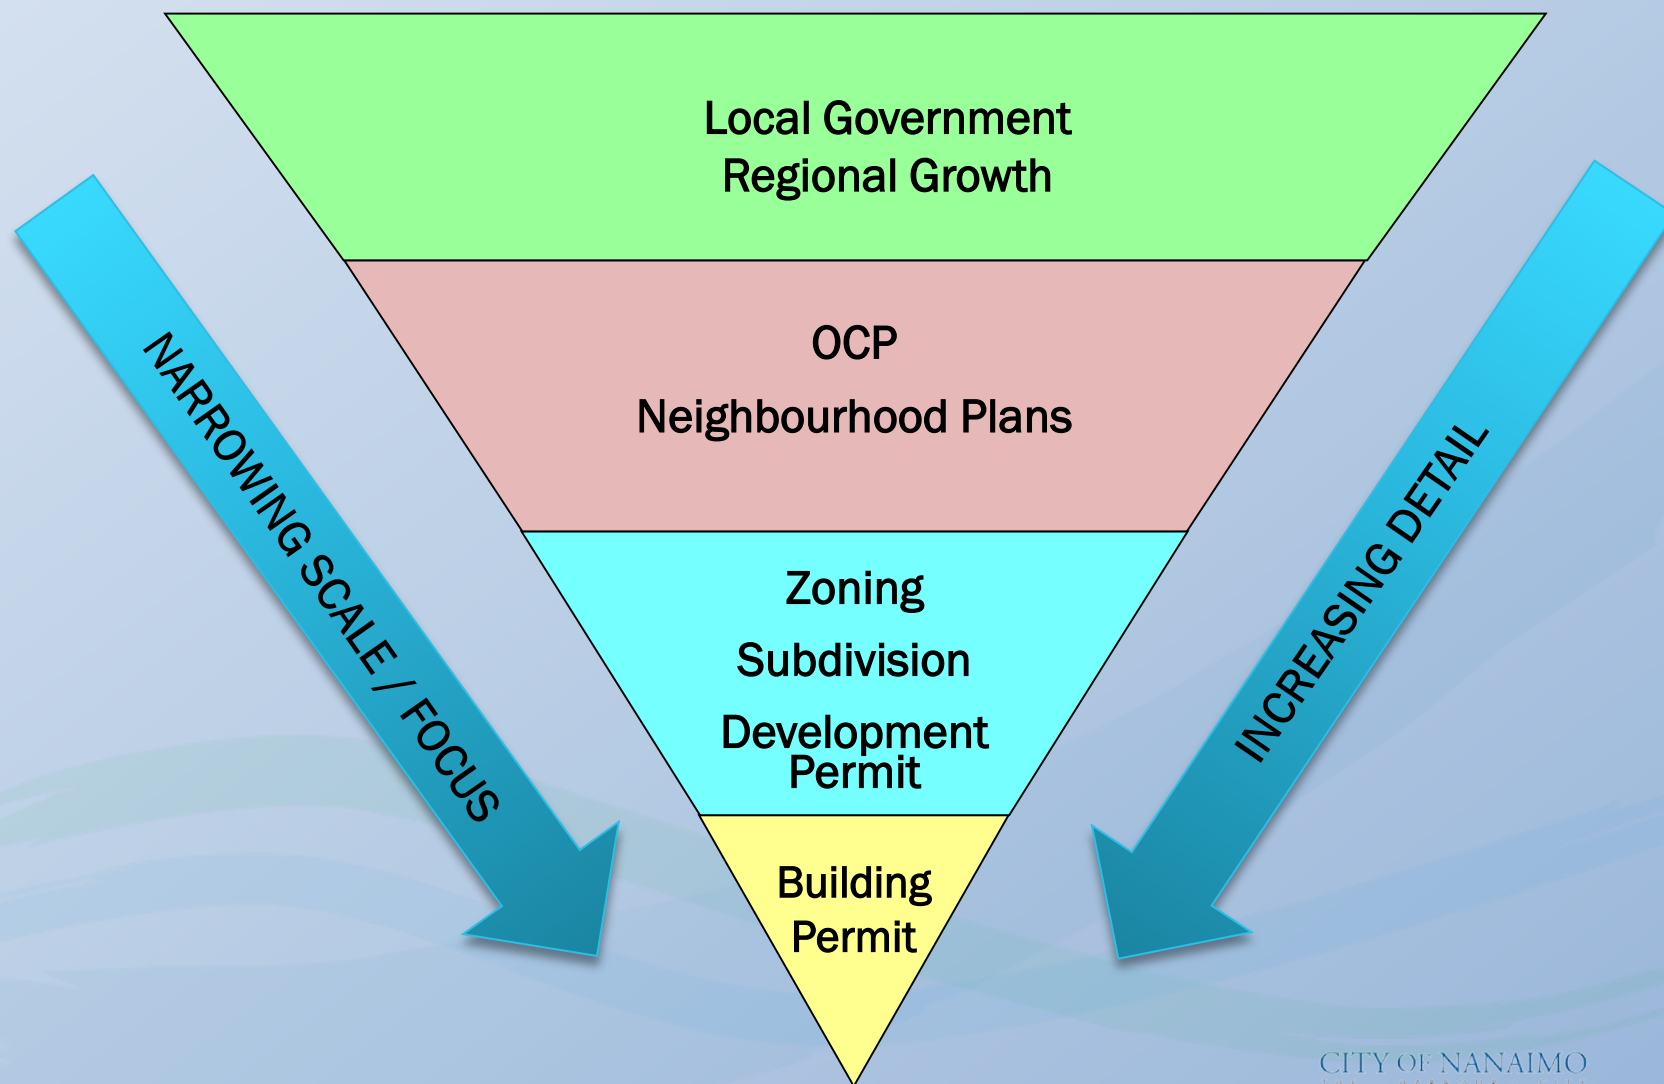 Local Government
Regional Growth
OCP
Neighbourhood Plans
Zoning
Subdivision
Development
Permit
Building
Permit
NARROWING SCALE / FOCUS
INCREASING DETAIL
CITY OF NANAIMO